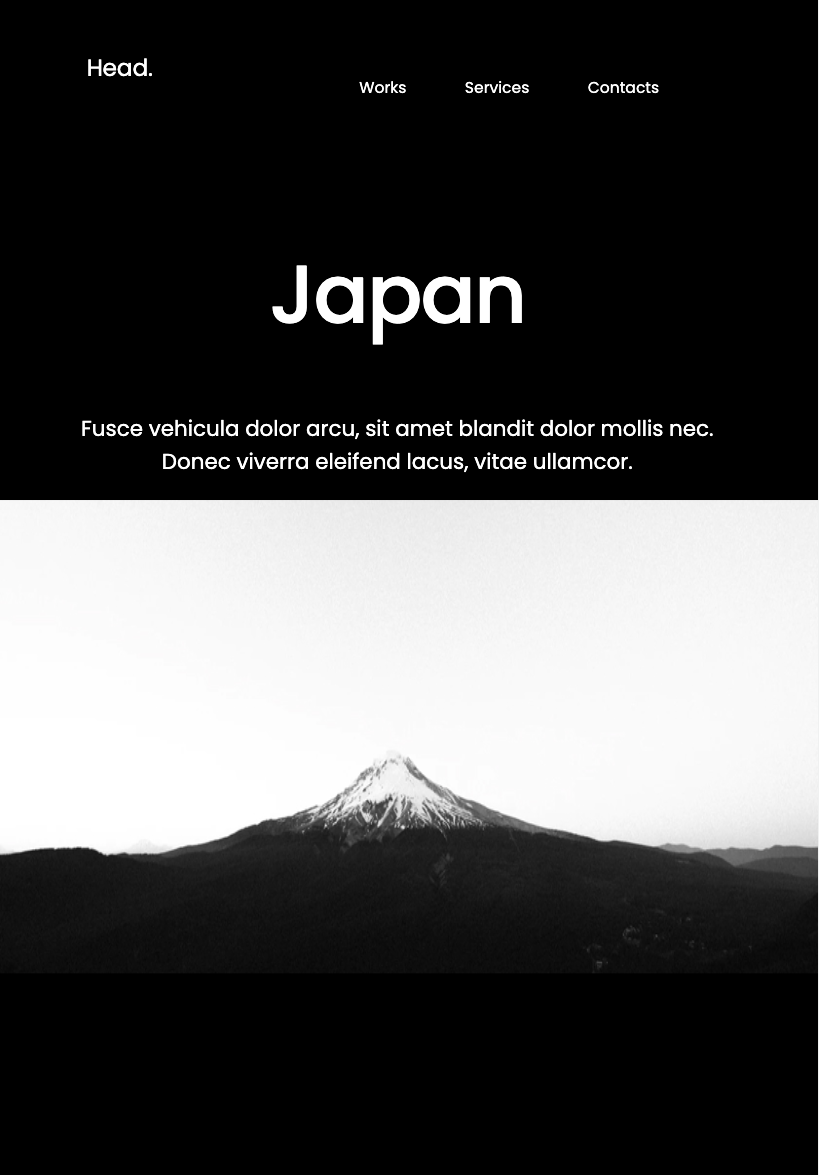 Head.
Works Services Contacts
Japan
Fusce vehicula dolor arcu, sit amet blandit dolor mollis nec.
Donec viverra eleifend lacus, vitae ullamcor.